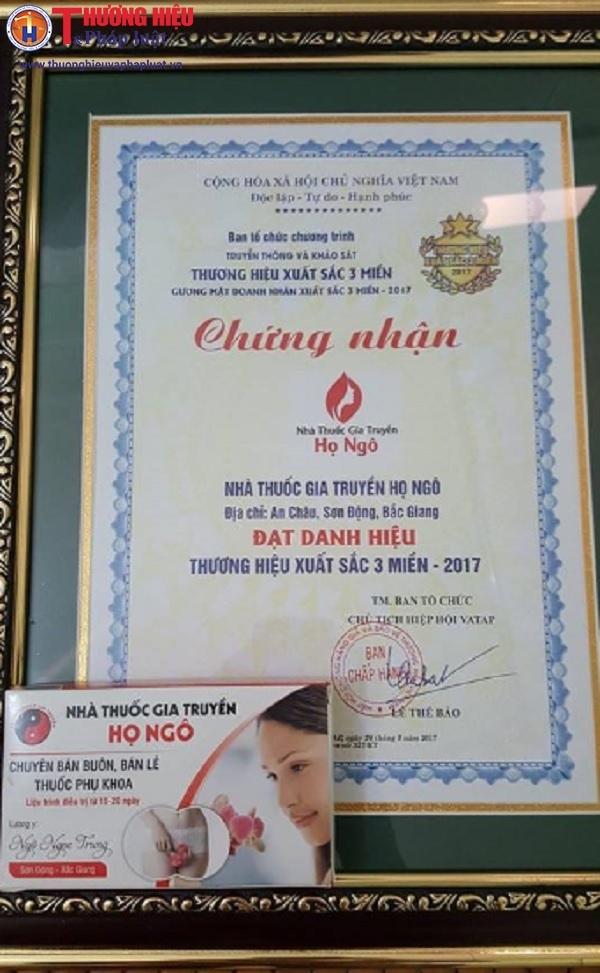 THƯƠNG HIỆU
& Pháp luật
www.thuonghieuvaphapluat.vn
CỘNG HÒA XÃ HỘI CHỦ NGHĨA VIỆT NAM
Độc lập - Tự do - Hạnh phúc
Ban tổ chức chương trình
TRUYỀN THÔNG VÀ KHẢO SÁT
THƯƠNG HIỆU XUẤT SẮC 3 MIỀN
GƯƠNG MẶT DOANH NHÂN XUẤT SẮC 3 MIỀN - 2017
2017
Chứng nhận
Nhà Thuốc Gia Truyền
Họ Ngô
NHÀ THUỐC GIA TRUYỀN HỌ NGÔ
Địa chỉ: An Châu, Sơn Động, Bắc Giang
ĐẠT DANH HIỆU
THƯƠNG HIỆU XUẤT SẮC 3 MIỀN - 2017
TM. BAN TỔ CHỨC
CHỦ TỊCH HIỆP HỘI VATAP
BAN
CHẤP HÀNH
LÊ THẾ BẢO
NHÀ THUỐC GIA TRUYỀN
HỌ NGÔ
CHUYÊN BÁN BUÔN, BÁN LẺ
THUỐC PHỤ KHOA
Liệu trình điều trị từ 15-20 ngày
Lương y:
Ngô Ngọc Trung
Sơn Động - Bắc Giang